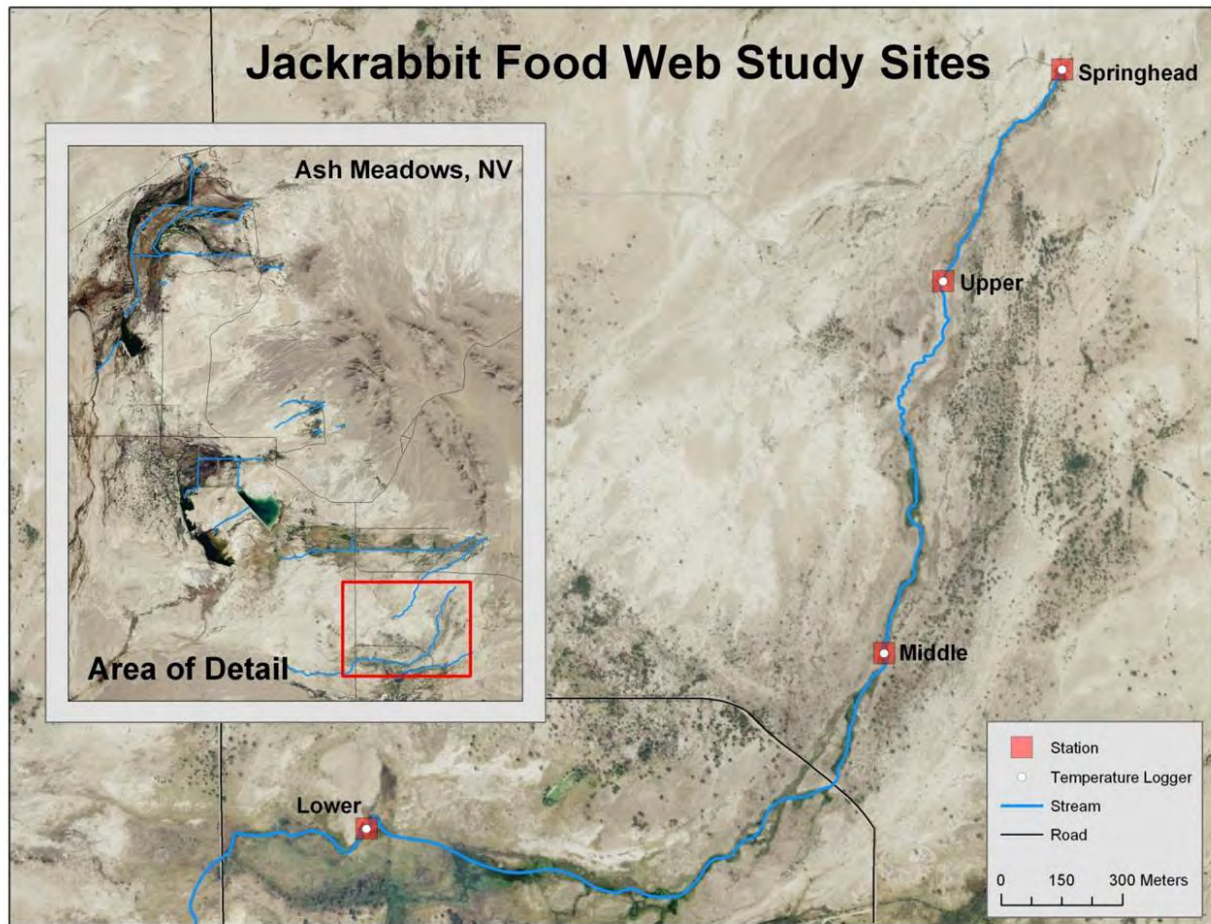 Jackrabbit Food Web Study Sites
Springhead
Ash Meadows, NV
Upper
Area of Detail
Middle
Lower
Station
Temperature Logger
Stream
Road
0 150 300 Meters